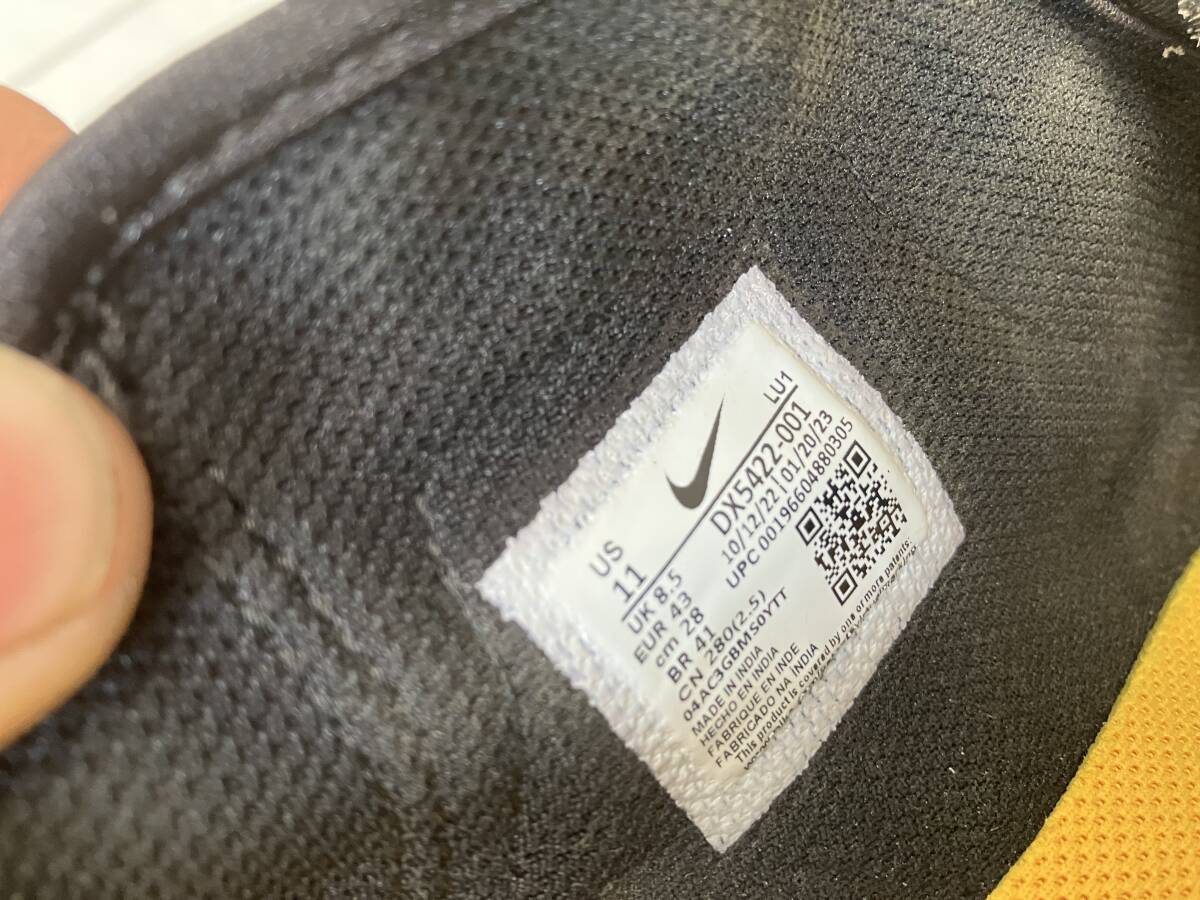 LU1
DX5422-001
10/12/22 | 01/20/23
UPC 00196604880305
US
11
UK 8.5
EUR 43
cm 28
BR 41
CN 280(2.5)
04AC3GBMS0YTT
MADE IN INDIA
HECHO EN INDIA
FABRIQUE EN INDE
FABRICADO NA INDIA
This product is covered by one or more patents: